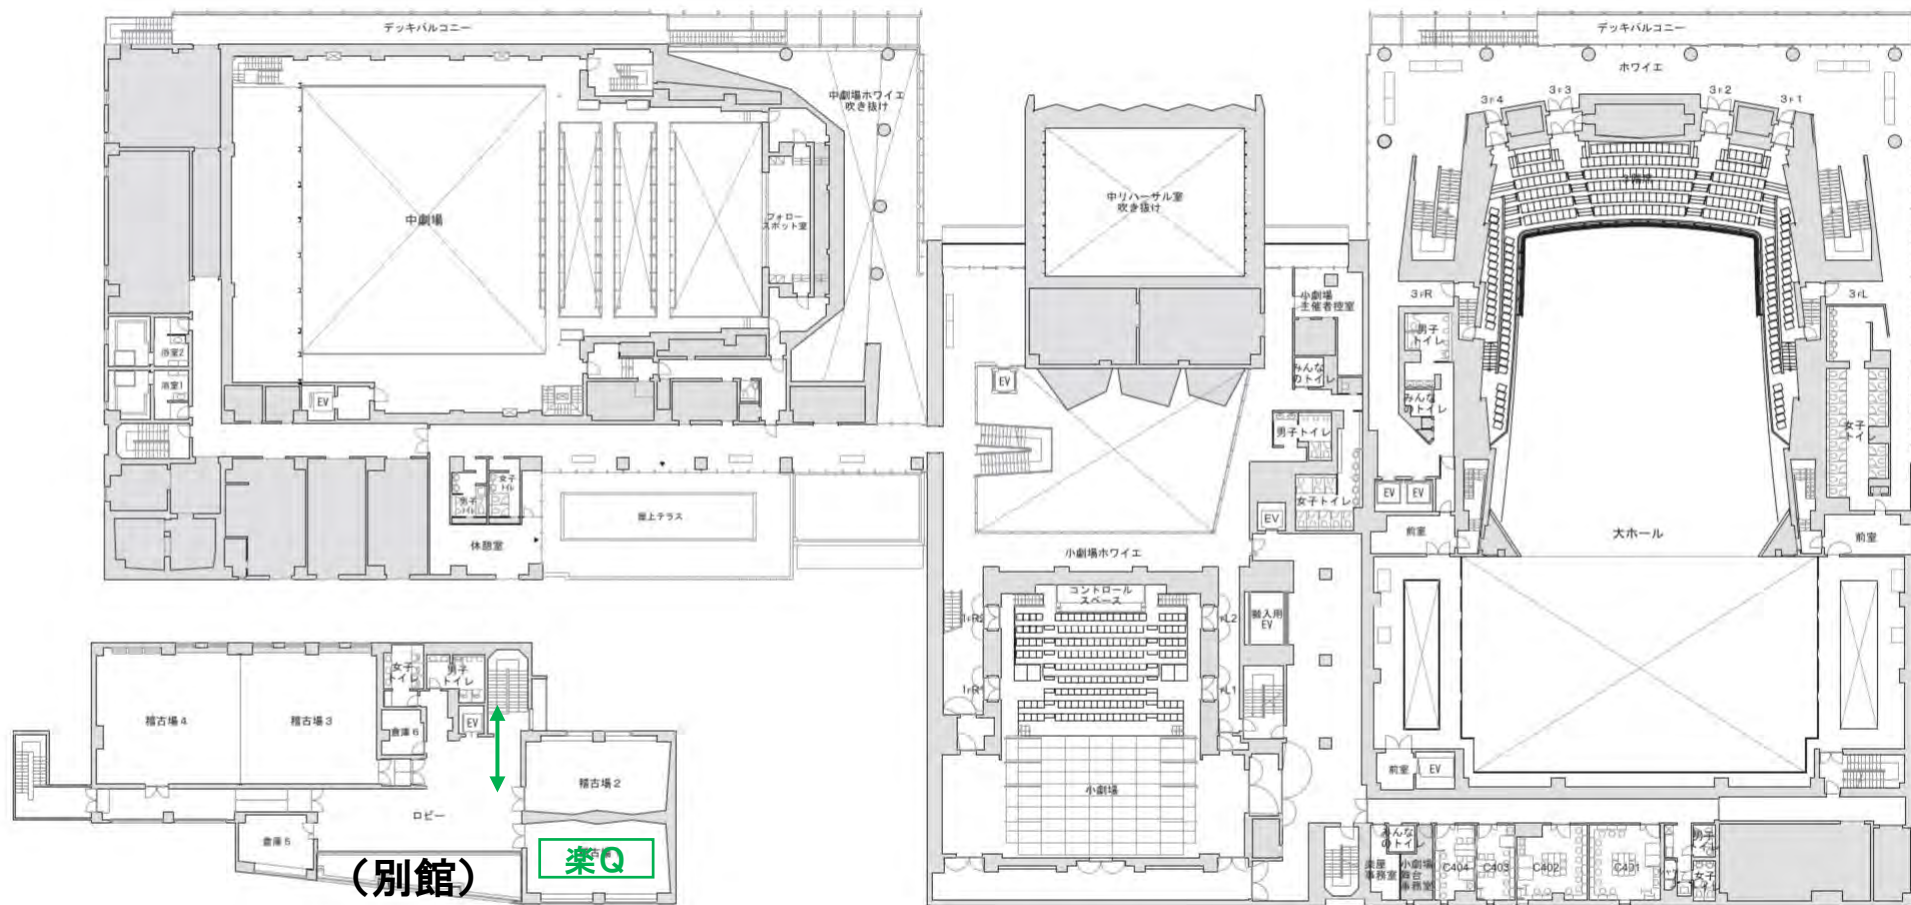 デッキバルコニー
デッキバルコニー
ホワイエ
中劇場ホワイエ
吹き抜け
3F4
3F3
3F2
3F1
3階席
中劇場
フォロー
スポット室
中リハーサル室
吹き抜け
小劇場
主催者控室
3FR
3FL
男子
トイレ
浴室2
浴室1
EV
EV
みんな
のトイレ
みんな
のトイレ
男子トイレ
女子
トイレ
男子
トイレ
女子
トイレ
女子トイレ
EV
EV
EV
屋上テラス
休憩室
前室
大ホール
前室
小劇場ホワイエ
コントロール
スペース
1FR2
FL2
搬入用
EV
1FR1
FL1
女子
トイレ
男子
トイレ
稽古場4
稽古場3
倉庫6
EV
稽古場2
前室
EV
小劇場
ロビー
倉庫5
楽Q
(別館)
みんな
のトイレ
楽屋
事務室
小劇場
舞台
事務室
C404
C403
C402
C401
男子
トイレ
女子
トイレ